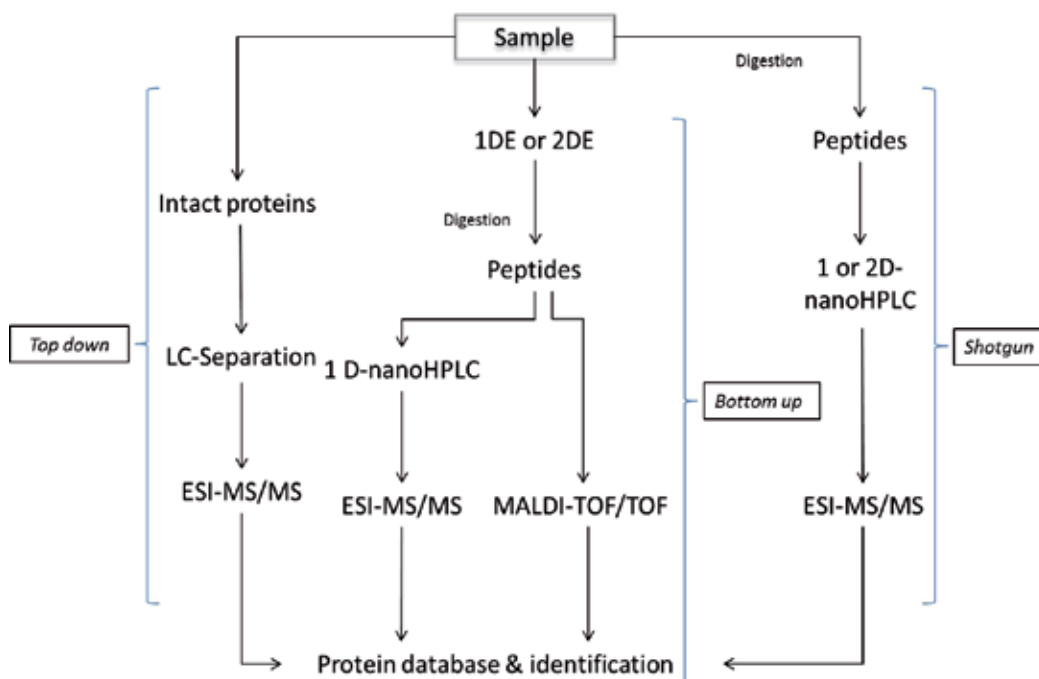 Sample
Digestion
1DE or 2DE
Peptides
Intact proteins
Digestion
Peptides
1 or 2D-
nanoHPLC
Top down
LC-Separation
1 D-nanoHPLC
Shotgun
Bottom up
ESI-MS/MS
ESI-MS/MS
MALDI-TOF/TOF
ESI-MS/MS
Protein database & identification